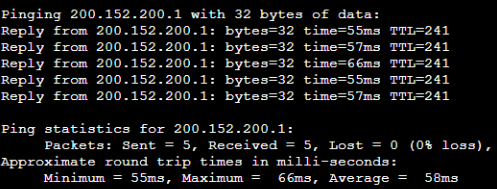 Pinging 200.152.200.1 with 32 bytes of data:
Reply from 200.152.200.1: bytes=32 time=55ms TTL=241
Reply from 200.152.200.1: bytes=32 time=57ms TTL=241
Reply from 200.152.200.1: bytes=32 time=66ms TTL=241
Reply from 200.152.200.1: bytes=32 time=55ms TTL=241
Reply from 200.152.200.1: bytes=32 time=57ms TTL=241
Ping statistics for 200.152.200.1:
Packets: Sent = 5, Received = 5, Lost = 0 (0% loss),
Approximate round trip times in milli-seconds:
Minimum = 55ms, Maximum = 66ms, Average = 58ms